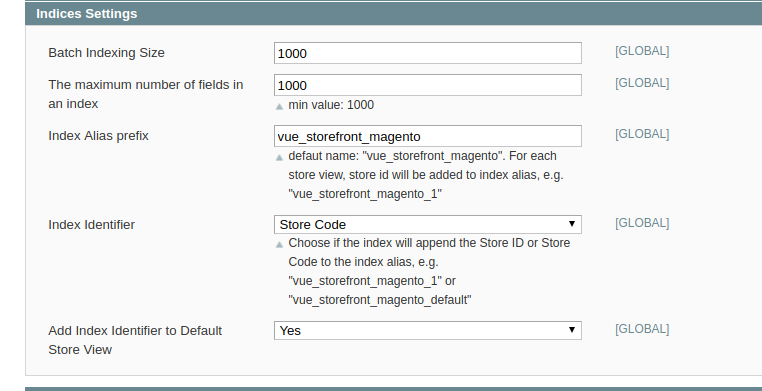 Indices Settings
Batch Indexing Size 1000 [GLOBAL]
The maximum number of fields in 1000 [GLOBAL]
an index min value: 1000
Index Alias prefix vue_storefront_magento [GLOBAL]
defaut name: "vue_storefront_magento". For each
store view, store id will be added to index alias, e.g.
"vue_storefront_magento_1"
Index Identifier Store Code [GLOBAL]
Choose if the index will append the Store ID or Store
Code to the index alias, e.g.
"vue_storefront_magento_1" or
"vue_storefront_magento_default"
Add Index Identifier to Default Yes [GLOBAL]
Store View